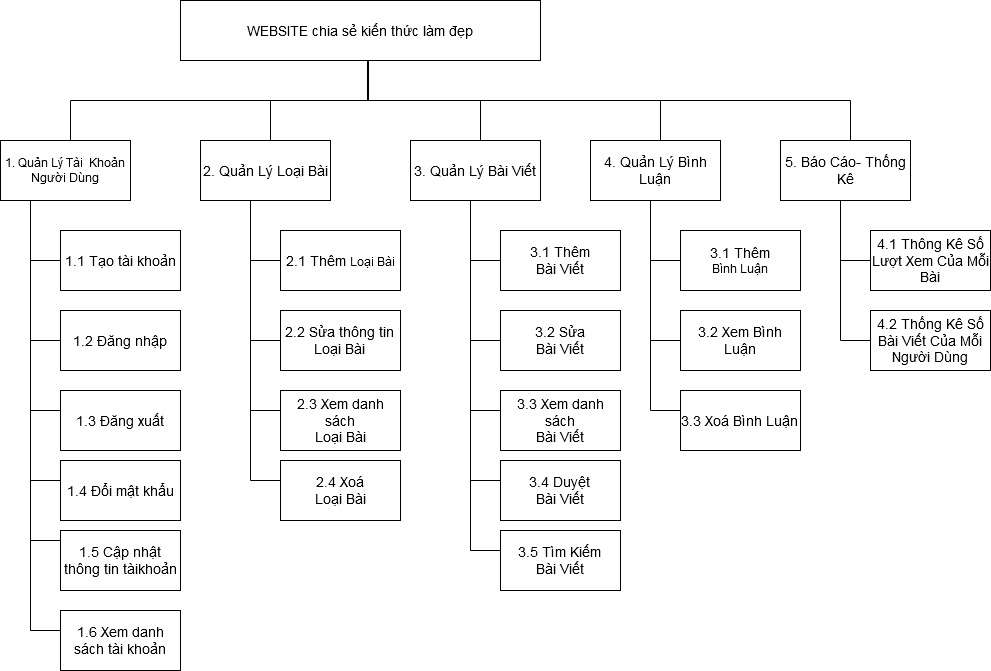 WEBSITE chia sẻ kiến thức làm đẹp
1. Quản Lý Tài Khoản
Người Dùng
2. Quản Lý Loại Bài
3. Quản Lý Bài Viết
4. Quản Lý Bình
Luận
5. Báo Cáo- Thống
Kê
1.1 Tạo tài khoản
1.2 Đăng nhập
1.3 Đăng xuất
1.4 Đổi mật khẩu
1.5 Cập nhật
thông tin tàikhoản
1.6 Xem danh
sách tài khoản
2.1 Thêm Loại Bài
2.2 Sửa thông tin
Loại Bài
2.3 Xem danh
sách
Loại Bài
2.4 Xoá
Loại Bài
3.1 Thêm
Bài Viết
3.2 Sửa
Bài Viết
3.3 Xem danh
sách
Bài Viết
3.4 Duyệt
Bài Viết
3.5 Tìm Kiếm
Bài Viết
3.1 Thêm
Bình Luận
3.2 Xem Bình
Luận
3.3 Xoá Bình Luận
4.1 Thông Kê Số
Lượt Xem Của Mỗi
Bài
4.2 Thống Kê Số
Bài Viết Của Mỗi
Người Dùng